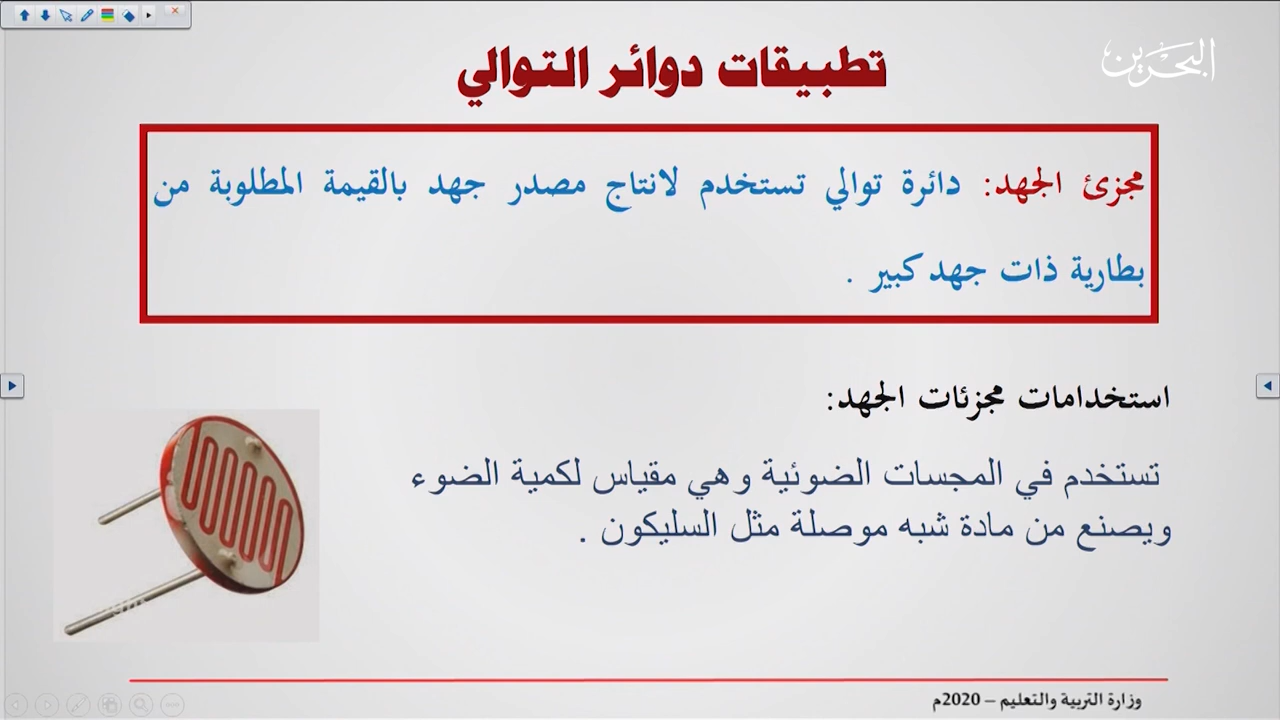 البحرين
تطبيقات دوائر التوالي
مجزئ الجهد: دائرة توالي تستخدم لانتاج مصدر جهد بالقيمة المطلوبة من
بطارية ذات جهد كبير .
استخدامات مجزئات الجهد:
تستخدم في المجسات الضوئية وهي مقياس لكمية الضوء
ويصنع من مادة شبه موصلة مثل السليكون .
وزارة التربية والتعليم – 2020م